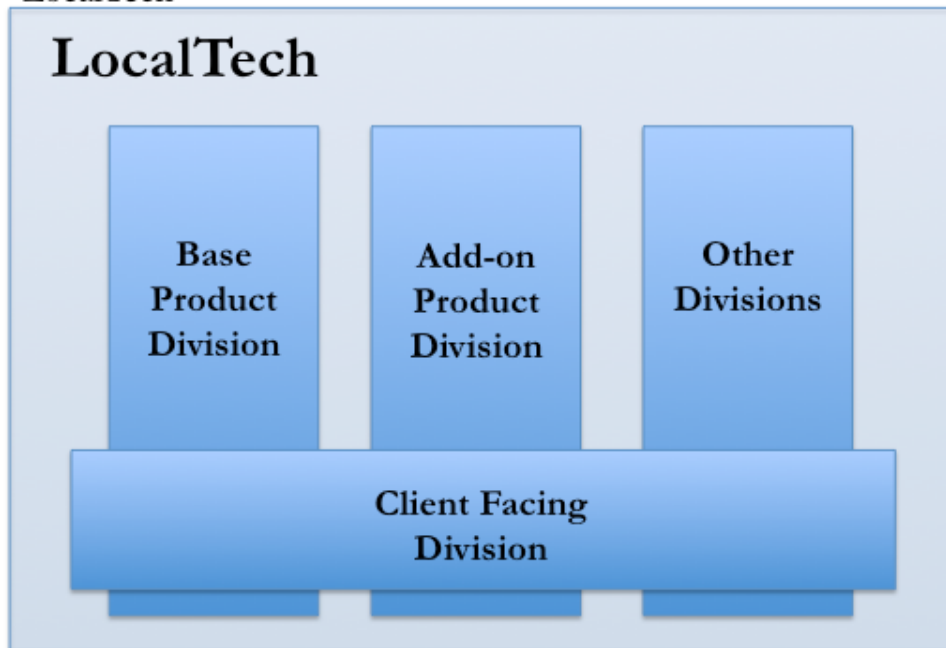 LocalTech
Base
Product
Division
Add-on
Product
Division
Other
Divisions
Client Facing
Division